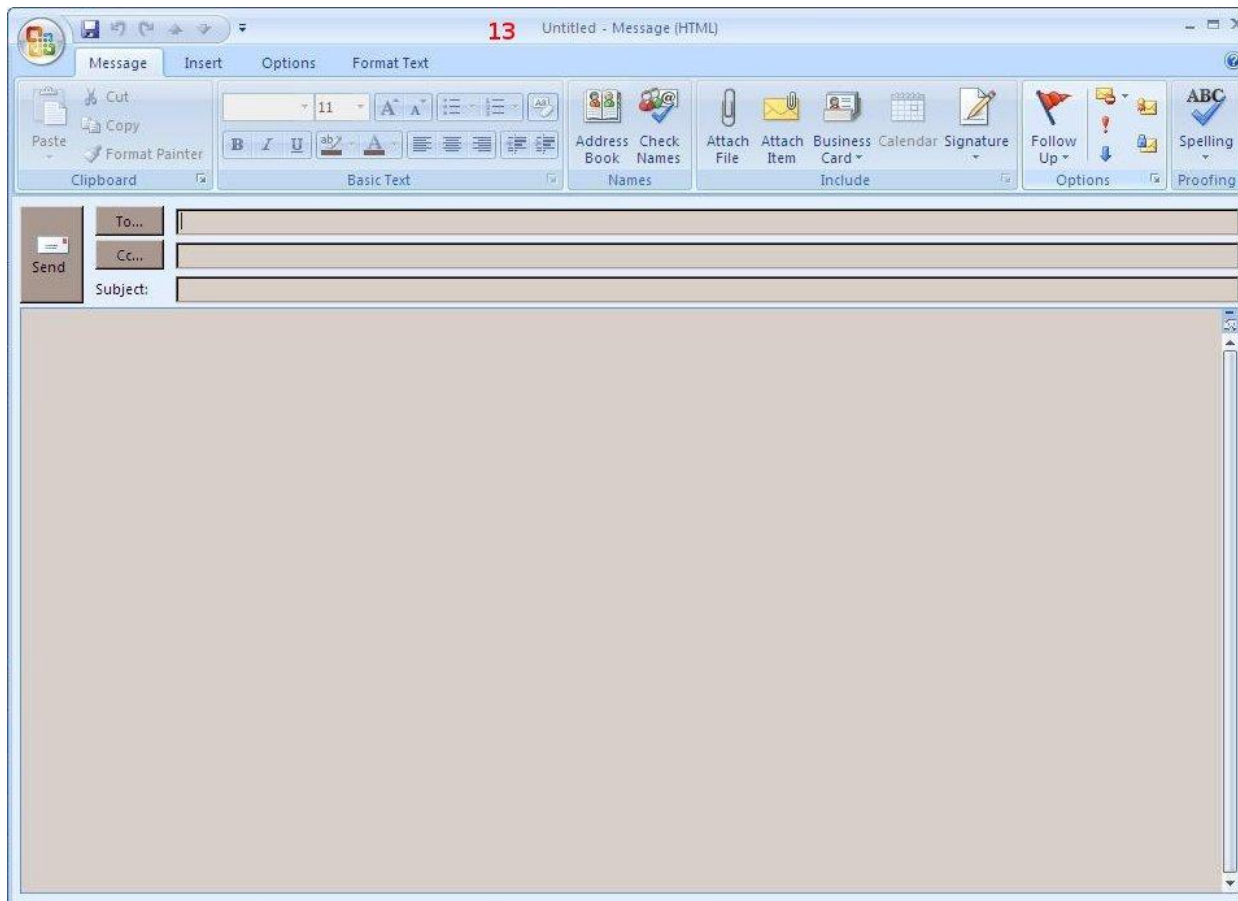 13 Untitled - Message (HTML)
Message Insert Options Format Text
Paste
Cut
Copy
Format Painter
Clipboard
11
A A
B I U ab A
Basic Text
Address Book
Check Names
Names
Attach File
Attach Item
Business Card
Calendar
Signature
Include
Follow Up
Options
ABC
Spelling
Proofing
Send
To...
Cc...
Subject: